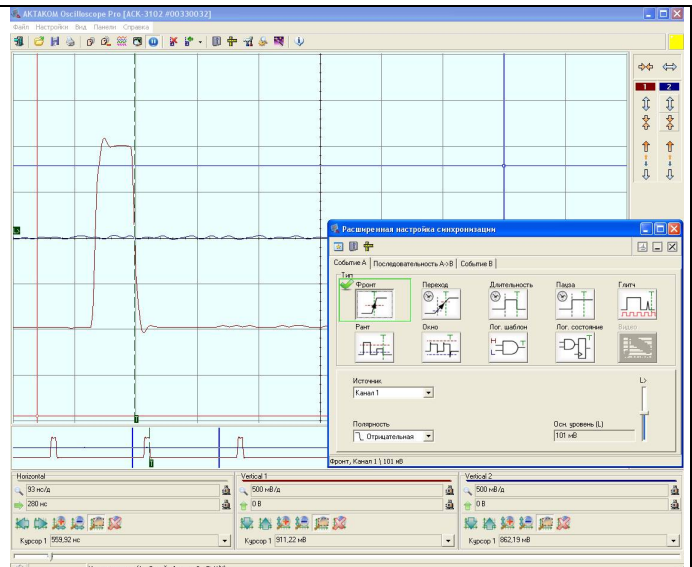 AKTAKOM Oscilloscope Pro [АСК-3102 #00330032]
Файл Настройки Вид Панели Справка
1 2
Расширенная настройка синхронизации
Событие А Последовательность А->В Событие В
Тип
Фронт Переход Длительность Пауза Глитч
Рант Окно Лог. шаблон Лог. состояние Видео
Источник L>
Канал 1
Полярность Осн. уровень (L)
Отрицательная 101 мВ
Фронт, Канал 1 \ 101 мВ
Horizontal Vertical 1 Vertical 2
93 нс/д 500 мВ/д 500 мВ/д
280 нс 0 В 0 В
Курсор 1 559,92 нс Курсор 1 911,22 мВ Курсор 1 862,19 мВ